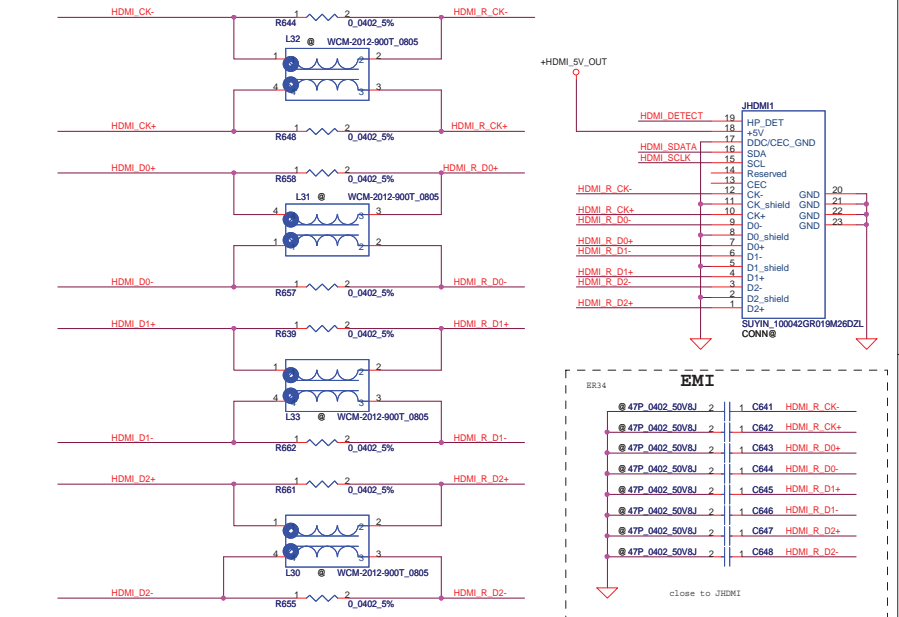 HDMI_CK- 1 2 HDMI_R_CK-
R644 0_0402_5%
L32 @ WCM-2012-900T_0805
1 2 2
4 4 3 3
HDMI_CK+ 1 2 HDMI_R_CK+
R648 0_0402_5%
HDMI_D0+ 1 2 HDMI_R_D0+
R658 0_0402_5%
L31 @ WCM-2012-900T_0805
4 3 3
1 2 2
HDMI_D0- 1 2 HDMI_R_D0-
R657 0_0402_5%
HDMI_D1+ 1 2 HDMI_R_D1+
R639 0_0402_5%
1 2 2
4 3 3
L33 @ WCM-2012-900T_0805
HDMI_D1- 1 2 HDMI_R_D1-
R662 0_0402_5%
HDMI_D2+ 1 2 HDMI_R_D2+
R661 0_0402_5%
1 2 2
4 3 3
L30 @ WCM-2012-900T_0805
HDMI_D2- 1 2 HDMI_R_D2-
R655 0_0402_5%
+HDMI_5V_OUT
JHDMI1
HDMI_DETECT 19 HP_DET
18 +5V
17 DDC/CEC_GND
HDMI_SDATA 16 SDA
HDMI_SCLK 15 SCL
14 Reserved
13 CEC
HDMI_R_CK- 12 CK- GND 20
11 CK_shield GND 21
HDMI_R_CK+ 10 CK+ GND 22
HDMI_R_D0- 9 D0- GND 23
8 D0_shield
HDMI_R_D0+ 7 D0+
HDMI_R_D1- 6 D1-
5 D1_shield
HDMI_R_D1+ 4 D1+
HDMI_R_D2- 3 D2-
2 D2_shield
HDMI_R_D2+ 1 D2+
SUYIN_100042GR019M26DZL
CONN@
ER34 EMI
@ 47P_0402_50V8J 2 1 C641 HDMI_R_CK-
@ 47P_0402_50V8J 2 1 C642 HDMI_R_CK+
@ 47P_0402_50V8J 2 1 C643 HDMI_R_D0+
@ 47P_0402_50V8J 2 1 C644 HDMI_R_D0-
@ 47P_0402_50V8J 2 1 C645 HDMI_R_D1+
@ 47P_0402_50V8J 2 1 C646 HDMI_R_D1-
@ 47P_0402_50V8J 2 1 C647 HDMI_R_D2+
@ 47P_0402_50V8J 2 1 C648 HDMI_R_D2-
close to JHDMI